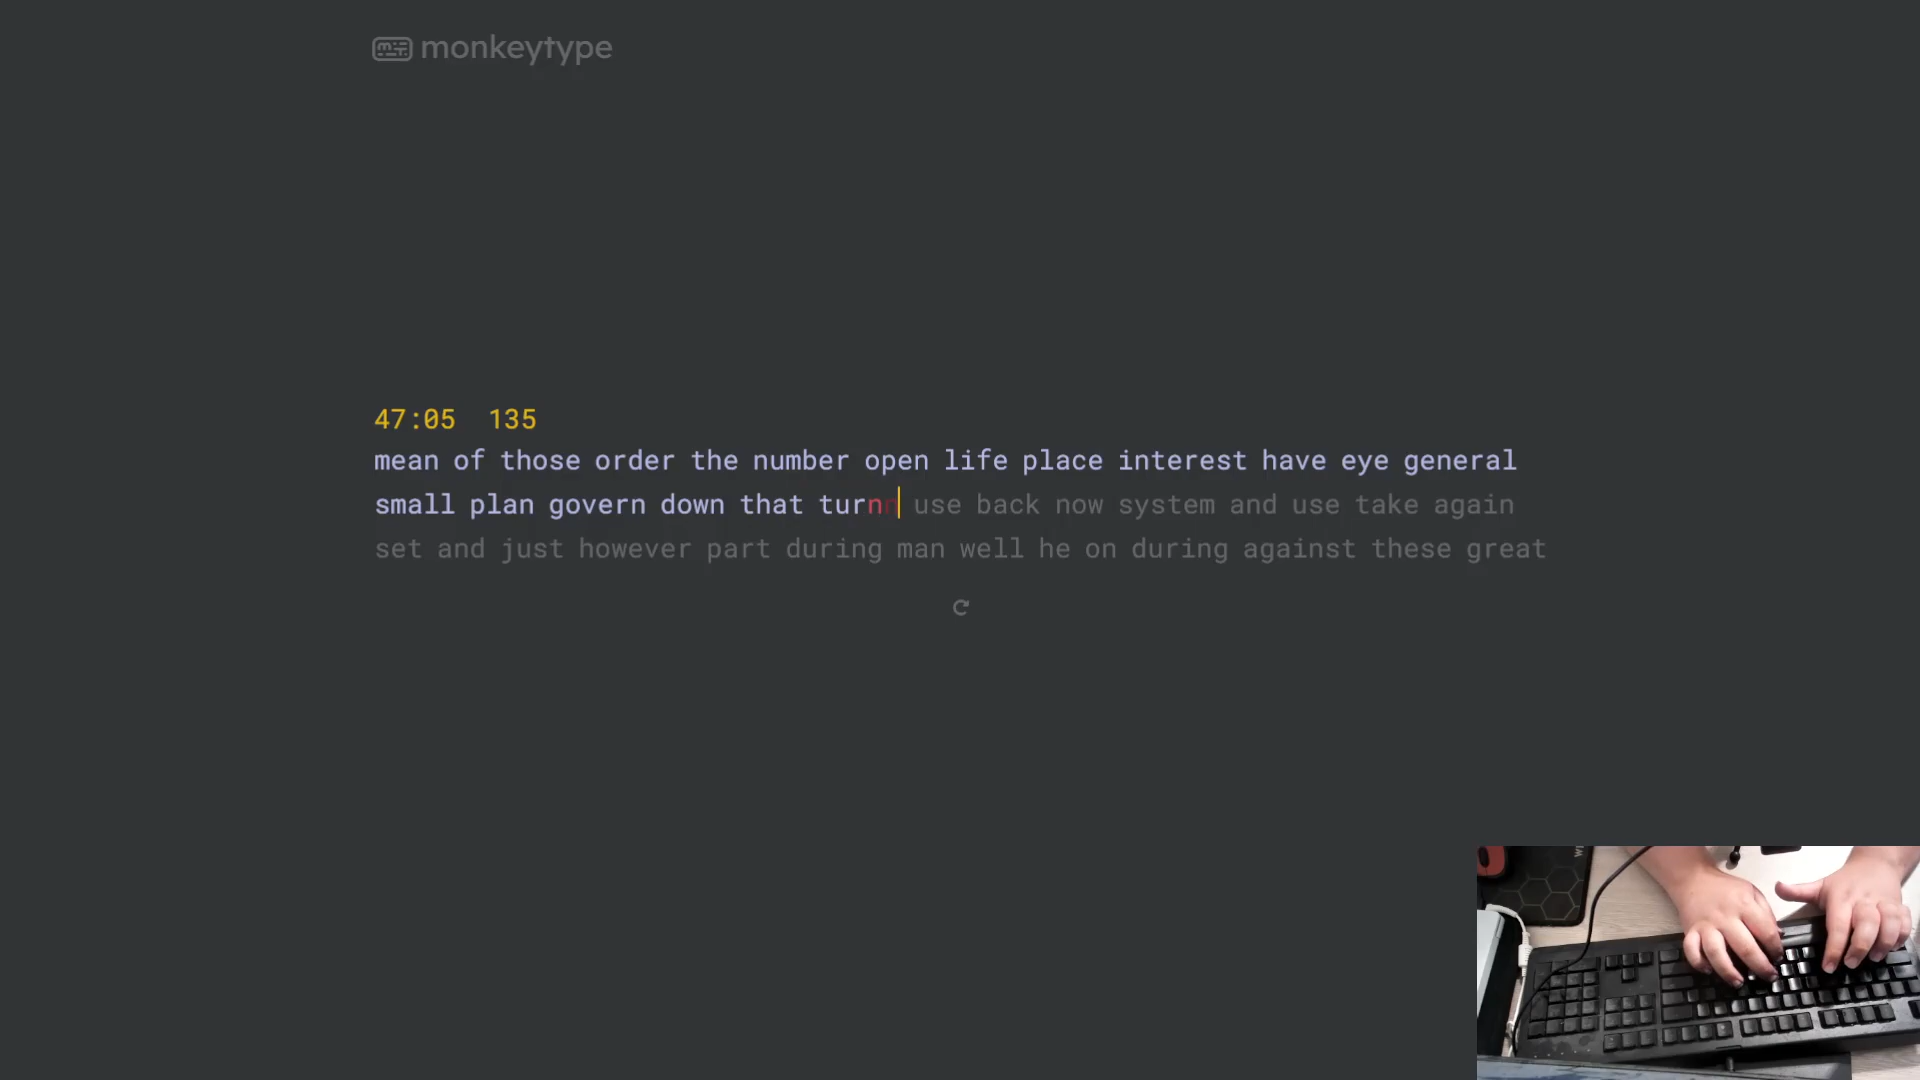 monkeytype
47:05 135
mean of those order the number open life place interest have eye general
small plan govern down that turnn use back now system and use take again
set and just however part during man well he on during against these great